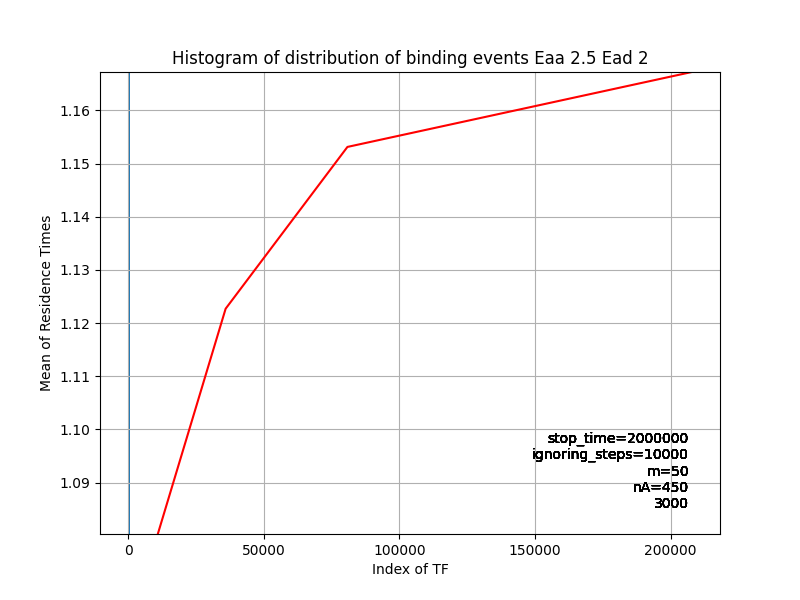 Histogram of distribution of binding events Eaa 2.5 Ead 2
1.16
1.15
1.14
1.13
1.12
1.11
1.10
1.09
Mean of Residence Times
stop_time=2000000
ignoring_steps=10000
m=50
nA=450
3000
0 50000 100000 150000 200000
Index of TF